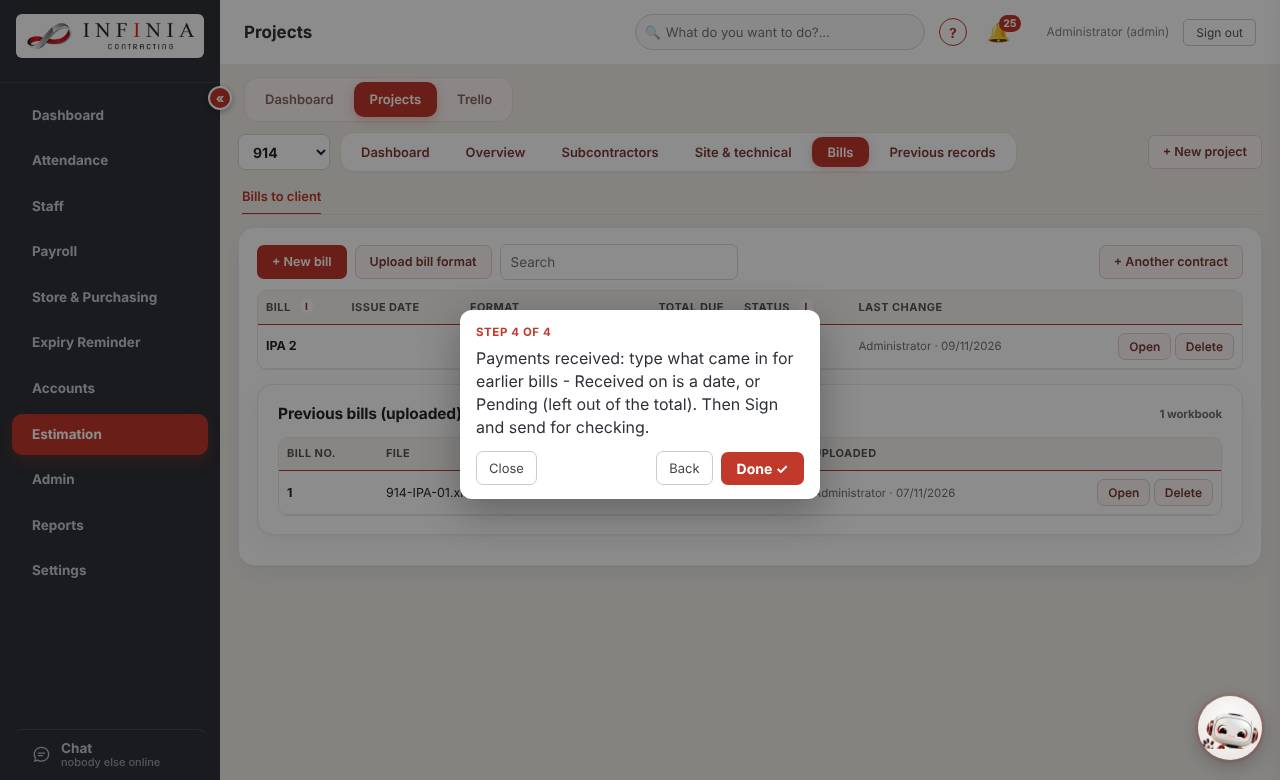 INFINIA
CONTRACTING
Projects
What do you want to do?...
?
25
Administrator (admin)
Sign out
«
Dashboard
Projects
Trello
914
Dashboard
Overview
Subcontractors
Site & technical
Bills
Previous records
+ New project
Bills to client
+ New bill
Upload bill format
Search
+ Another contract
BILL
ISSUE DATE
FORMAT
TOTAL DUE
STATUS
LAST CHANGE
IPA 2
Administrator · 09/11/2026
Open
Delete
STEP 4 OF 4
Payments received: type what came in for
earlier bills - Received on is a date, or
Pending (left out of the total). Then Sign
and send for checking.
Close
Back
Done ✓
Previous bills (uploaded)
1 workbook
BILL NO.
FILE
1
Administrator · 07/11/2026
Open
Delete
Dashboard
Attendance
Staff
Payroll
Store & Purchasing
Expiry Reminder
Accounts
Estimation
Admin
Reports
Settings
Chat
nobody else online